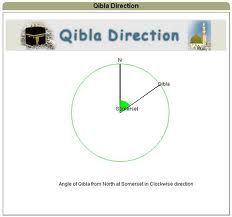 Qibla Direction
Qibla Direction
N
Qibla
Somerset
Angle of Qibla from North at Somerset in Clockwise direction